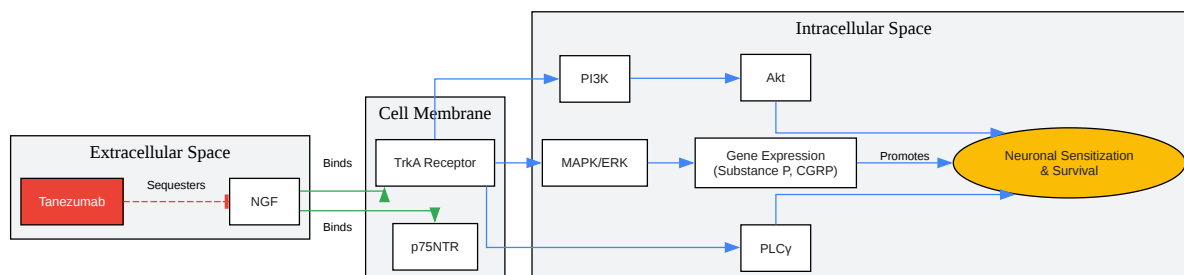 Intracellular Space
PI3K
Akt
Cell Membrane
Extracellular Space
Binds
TrkA Receptor
MAPK/ERK
Gene Expression
(Substance P, CGRP)
Promotes
Neuronal Sensitization
& Survival
Tanezumab
Sequesters
NGF
Binds
p75NTR
PLCγ